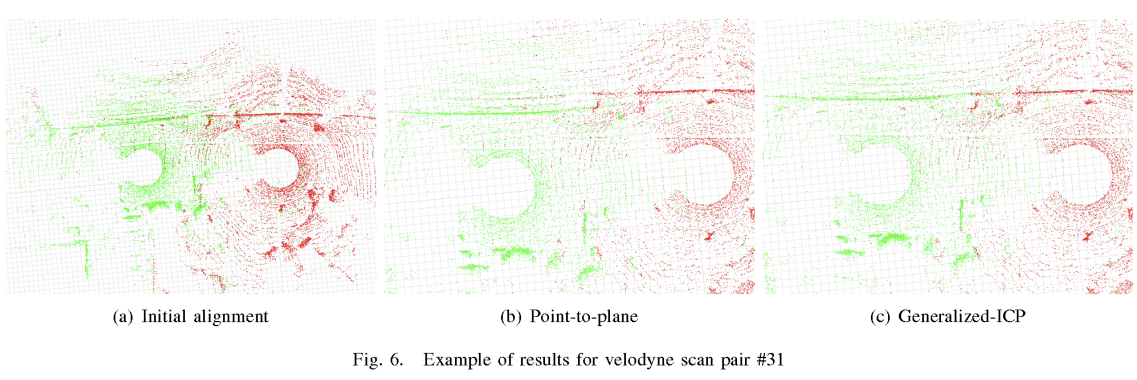 (a) Initial alignment
(b) Point-to-plane
(c) Generalized-ICP
Fig. 6. Example of results for velodyne scan pair #31